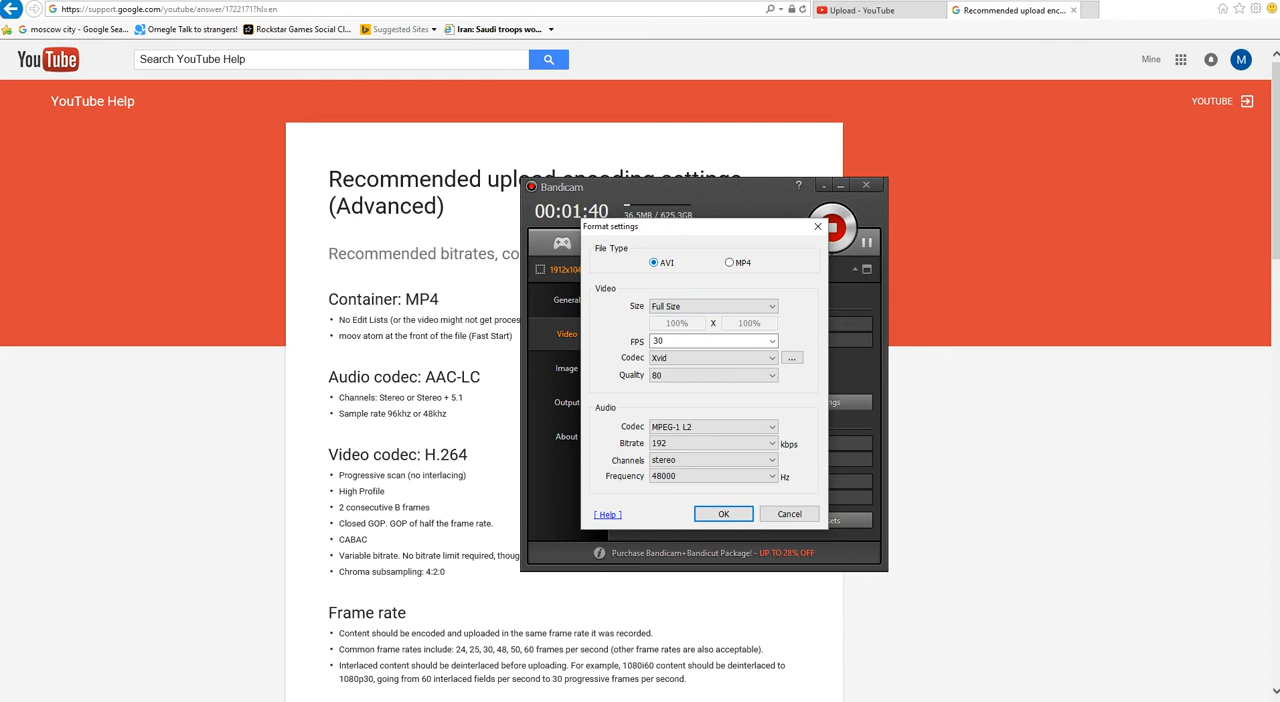 https://support.google.com/youtube/answer/1722171?hl=en
Upload - YouTube
Recommended upload enc...
moscow city - Google Sea...
Omegle Talk to strangers!
Rockstar Games Social Cl...
Suggested Sites
Iran: Saudi troops wo...
YouTube
Search YouTube Help
Mine
M
YouTube Help
YOUTUBE
Recommended upload encoding settings
(Advanced)
Recommended bitrates, co
Container: MP4
No Edit Lists (or the video might not get proces
moov atom at the front of the file (Fast Start)
Audio codec: AAC-LC
Channels: Stereo or Stereo + 5.1
Sample rate 96khz or 48khz
Video codec: H.264
Progressive scan (no interlacing)
High Profile
2 consecutive B frames
Closed GOP. GOP of half the frame rate.
CABAC
Variable bitrate. No bitrate limit required, thoug
Chroma subsampling: 4:2:0
Frame rate
Content should be encoded and uploaded in the same frame rate it was recorded.
Common frame rates include: 24, 25, 30, 48, 50, 60 frames per second (other frame rates are also acceptable).
Interlaced content should be deinterlaced before uploading. For example, 1080i60 content should be deinterlaced to
1080p30, going from 60 interlaced fields per second to 30 progressive frames per second.
Bandicam
?
00:01:40
36.5MB / 625.3GB
1912x104
General
Video
Image
Output
About
ngs
sets
Format settings
File Type
AVI
MP4
Video
Size Full Size
100% X 100%
FPS 30
Codec Xvid ...
Quality 80
Audio
Codec MPEG-1 L2
Bitrate 192 kbps
Channels stereo
Frequency 48000 Hz
[ Help ]
OK
Cancel
Purchase Bandicam+Bandicut Package! - UP TO 28% OFF